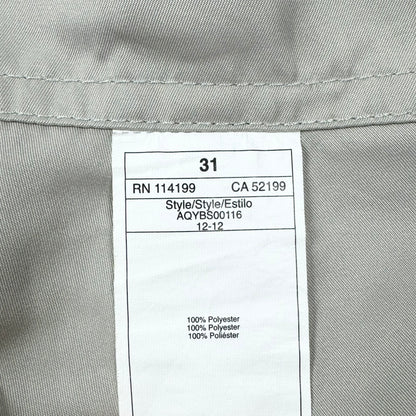 31
RN 114199 CA 52199
Style/Style/Estilo
AQYBS00116
12-12
100% Polyester
100% Polyester
100% Poliéster